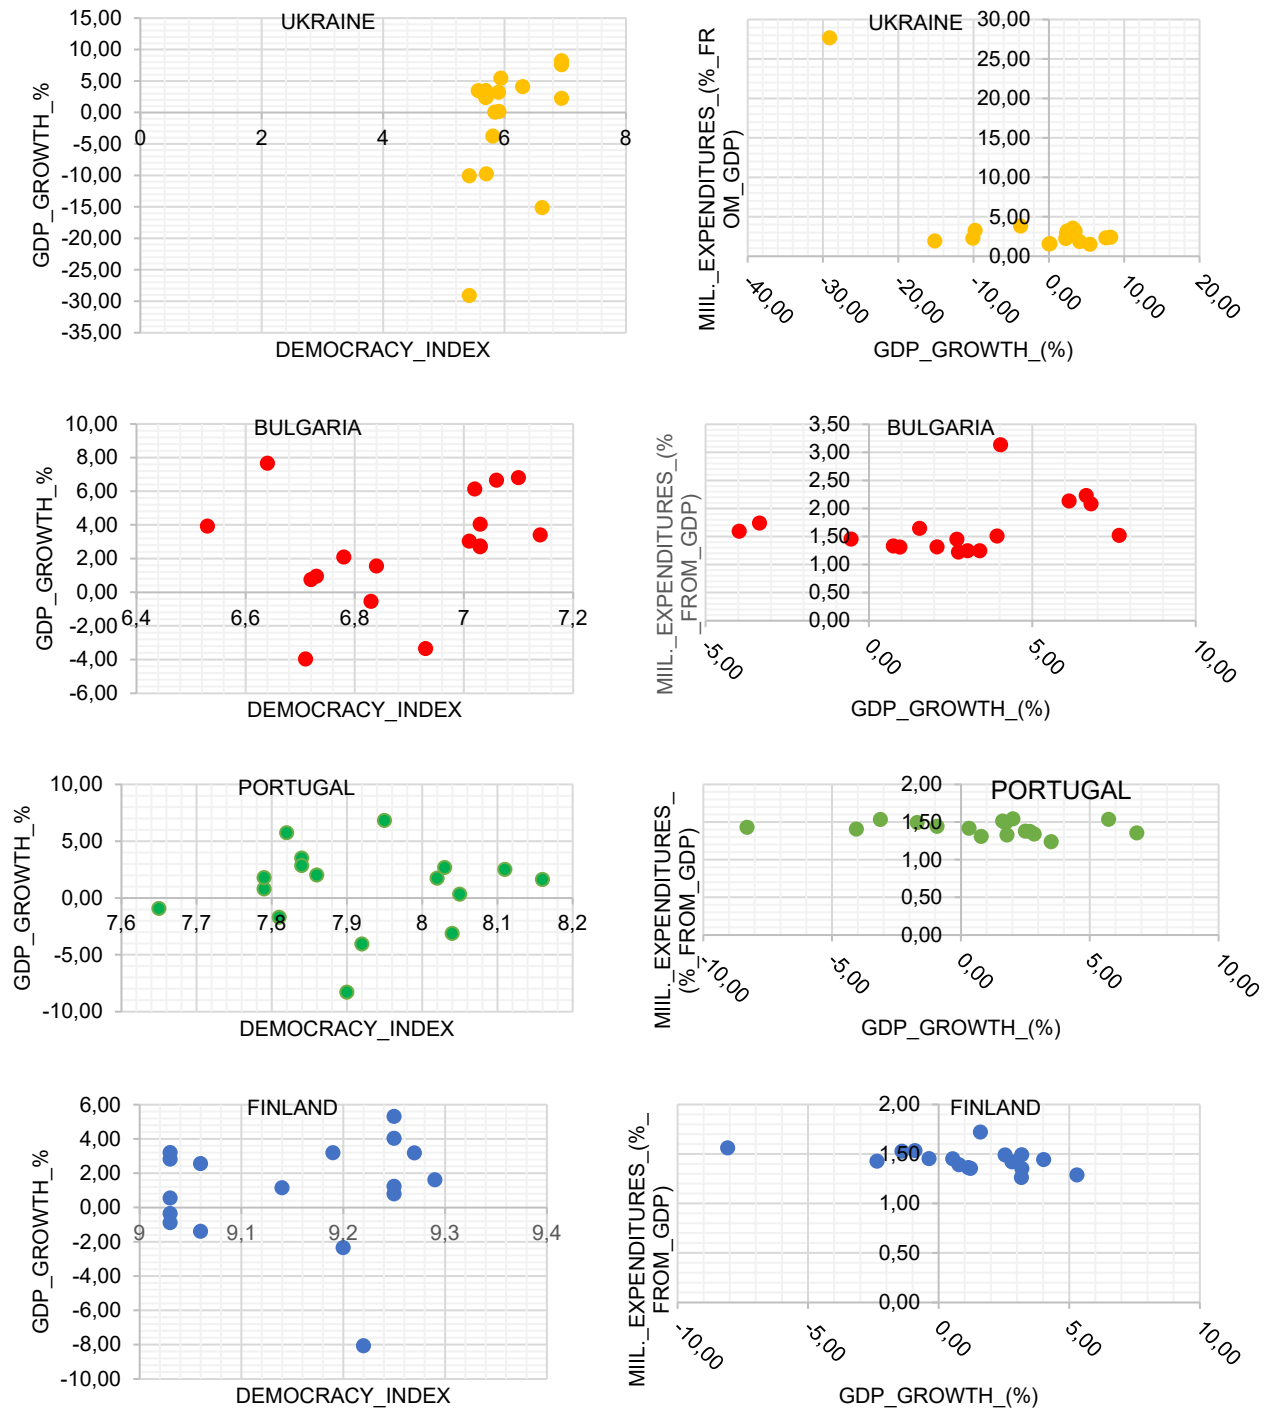 UKRAINE
15,00
10,00
5,00
0,00
-5,00
-10,00
-15,00
-20,00
-25,00
-30,00
-35,00
0 2 4 6 8
GDP_GROWTH_%
DEMOCRACY_INDEX
UKRAINE
30,00
25,00
20,00
15,00
10,00
5,00
0,00
-40,00 -30,00 -20,00 -10,00 0,00 10,00 20,00
MIIL._EXPENDITURES_(%_FR
OM_GDP)
GDP_GROWTH_(%)
BULGARIA
10,00
8,00
6,00
4,00
2,00
0,00
-2,00
-4,00
-6,00
6,4 6,6 6,8 7 7,2
GDP_GROWTH_%
DEMOCRACY_INDEX
BULGARIA
3,50
3,00
2,50
2,00
1,50
1,00
0,50
0,00
-5,00 0,00 5,00 10,00
MIIL._EXPENDITURES_(%
_FROM_GDP)
GDP_GROWTH_(%)
PORTUGAL
10,00
5,00
0,00
-5,00
-10,00
7,6 7,7 7,8 7,9 8 8,1 8,2
GDP_GROWTH_%
DEMOCRACY_INDEX
PORTUGAL
2,00
1,50
1,00
0,50
0,00
-10,00 -5,00 0,00 5,00 10,00
MIIL._EXPENDITURES_
(%_FROM_GDP)
GDP_GROWTH_(%)
FINLAND
6,00
4,00
2,00
0,00
-2,00
-4,00
-6,00
-8,00
-10,00
9 9,1 9,2 9,3 9,4
GDP_GROWTH_%
DEMOCRACY_INDEX
FINLAND
2,00
1,50
1,00
0,50
0,00
-10,00 -5,00 0,00 5,00 10,00
MIIL._EXPENDITURES_(%_
FROM_GDP)
GDP_GROWTH_(%)